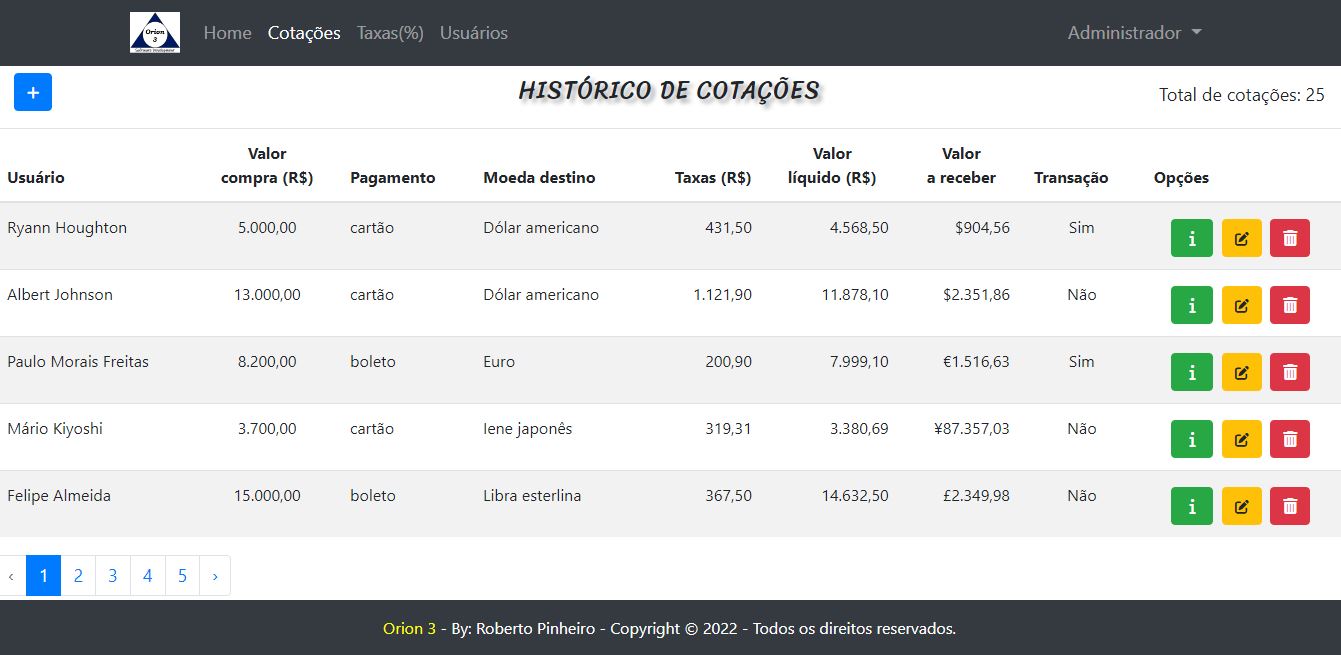 Orion
3
Software Development
Home Cotações Taxas(%) Usuários Administrador
+ HISTÓRICO DE COTAÇÕES Total de cotações: 25
Usuário Valor compra (R$) Pagamento Moeda destino Taxas (R$) Valor líquido (R$) Valor a receber Transação Opções
Ryann Houghton 5.000,00 cartão Dólar americano 431,50 4.568,50 $904,56 Sim
Albert Johnson 13.000,00 cartão Dólar americano 1.121,90 11.878,10 $2.351,86 Não
Paulo Morais Freitas 8.200,00 boleto Euro 200,90 7.999,10 €1.516,63 Sim
Mário Kiyoshi 3.700,00 cartão Iene japonês 319,31 3.380,69 ¥87.357,03 Não
Felipe Almeida 15.000,00 boleto Libra esterlina 367,50 14.632,50 £2.349,98 Não
‹ 1 2 3 4 5 ›
Orion 3 - By: Roberto Pinheiro - Copyright © 2022 - Todos os direitos reservados.